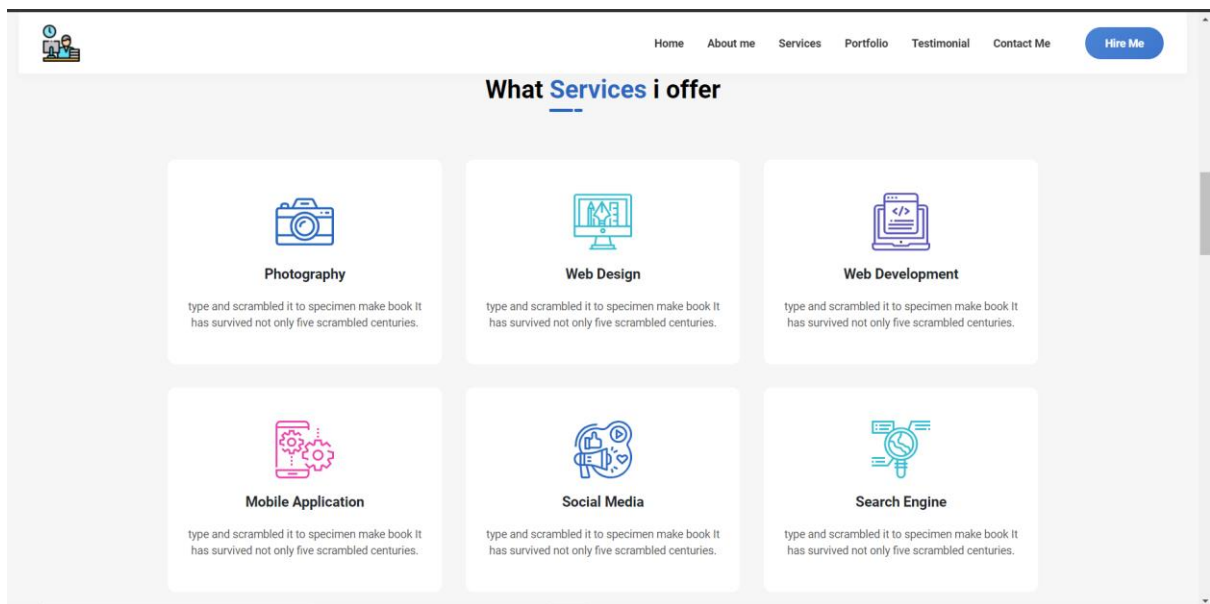 Home About me Services Portfolio Testimonial Contact Me Hire Me
What Services i offer
Photography
type and scrambled it to specimen make book It
has survived not only five scrambled centuries.
Web Design
type and scrambled it to specimen make book It
has survived not only five scrambled centuries.
Web Development
type and scrambled it to specimen make book It
has survived not only five scrambled centuries.
Mobile Application
type and scrambled it to specimen make book It
has survived not only five scrambled centuries.
Social Media
type and scrambled it to specimen make book It
has survived not only five scrambled centuries.
Search Engine
type and scrambled it to specimen make book It
has survived not only five scrambled centuries.